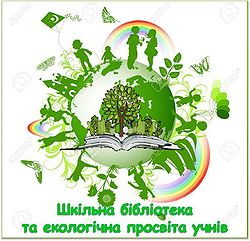 Шкільна бібліотека
та екологічна просвіта учнів